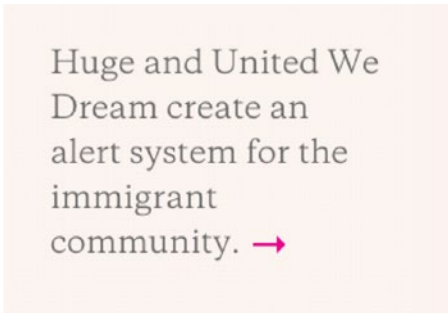 Huge and United We
Dream create an
alert system for the
immigrant
community. →